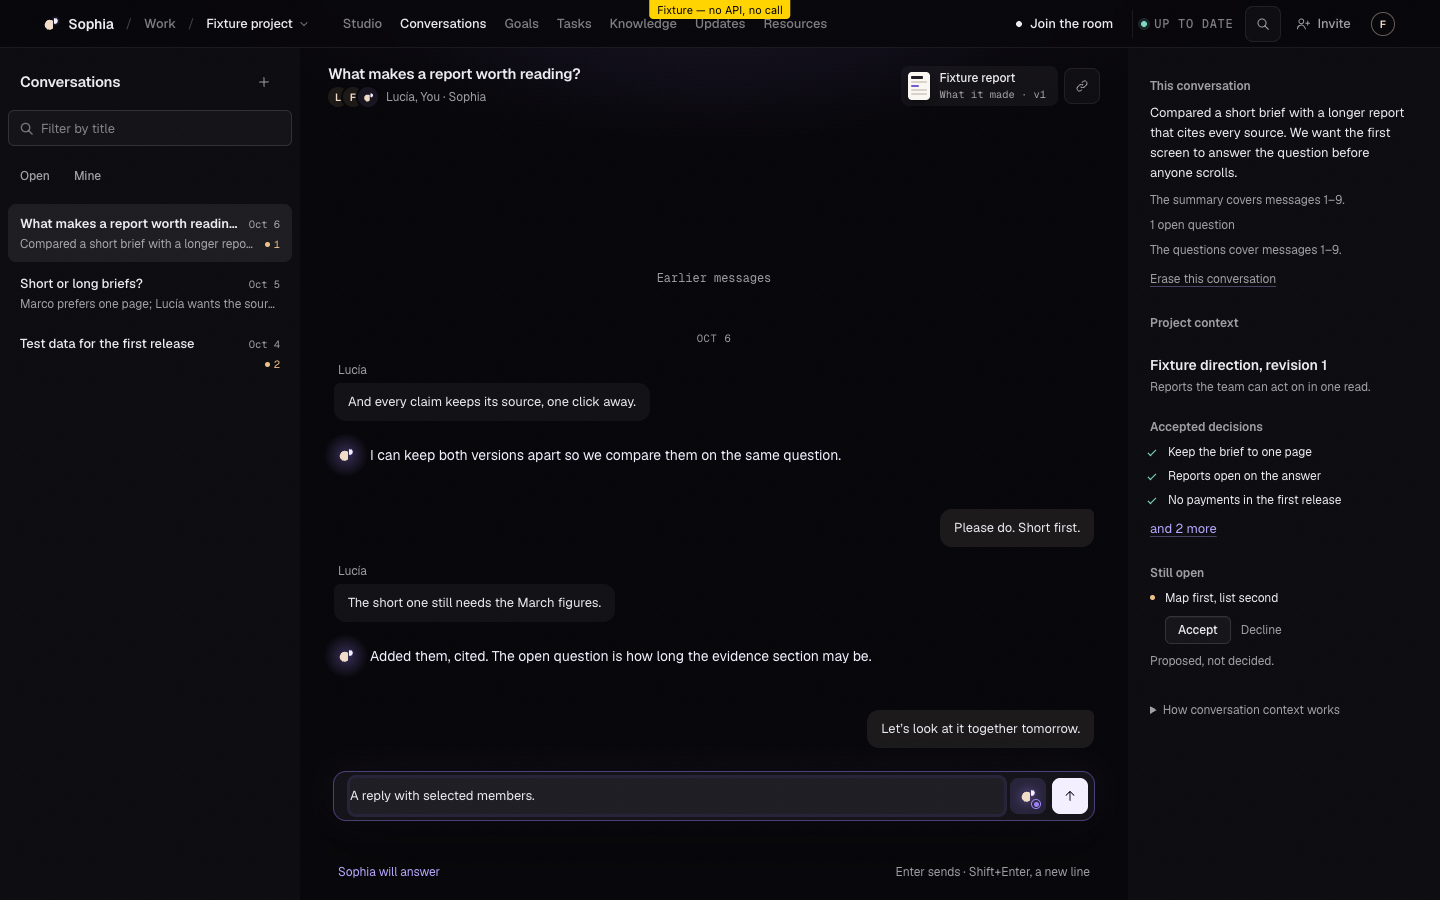 Fixture — no API, no call
Sophia / Work / Fixture project
Studio Conversations Goals Tasks Knowledge Updates Resources
Join the room
UP TO DATE
Invite
F
Conversations
Filter by title
Open Mine
What makes a report worth readin... Oct 6
Compared a short brief with a longer repo... 1
Short or long briefs? Oct 5
Marco prefers one page; Lucía wants the sour...
Test data for the first release Oct 4
2
What makes a report worth reading?
L F Lucía, You · Sophia
Fixture report
What it made · v1
Earlier messages
OCT 6
Lucía
And every claim keeps its source, one click away.
I can keep both versions apart so we compare them on the same question.
Please do. Short first.
Lucía
The short one still needs the March figures.
Added them, cited. The open question is how long the evidence section may be.
Let's look at it together tomorrow.
A reply with selected members.
Sophia will answer
Enter sends · Shift+Enter, a new line
This conversation
Compared a short brief with a longer report
that cites every source. We want the first
screen to answer the question before
anyone scrolls.
The summary covers messages 1–9.
1 open question
The questions cover messages 1–9.
Erase this conversation
Project context
Fixture direction, revision 1
Reports the team can act on in one read.
Accepted decisions
Keep the brief to one page
Reports open on the answer
No payments in the first release
and 2 more
Still open
Map first, list second
Accept Decline
Proposed, not decided.
How conversation context works